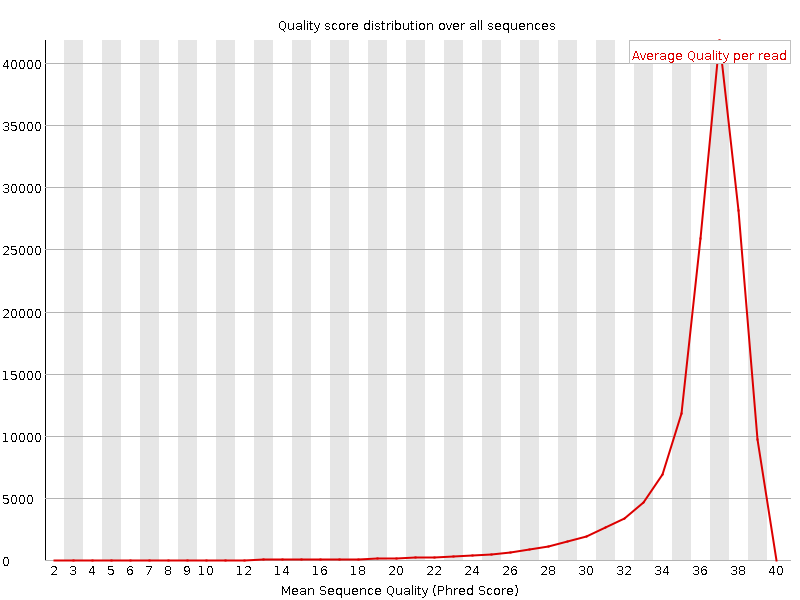 Quality score distribution over all sequences
Average Quality per read
40000
35000
30000
25000
20000
15000
10000
5000
0
2 3 4 5 6 7 8 9 10 12 14 16 18 20 22 24 26 28 30 32 34 36 38 40
Mean Sequence Quality (Phred Score)